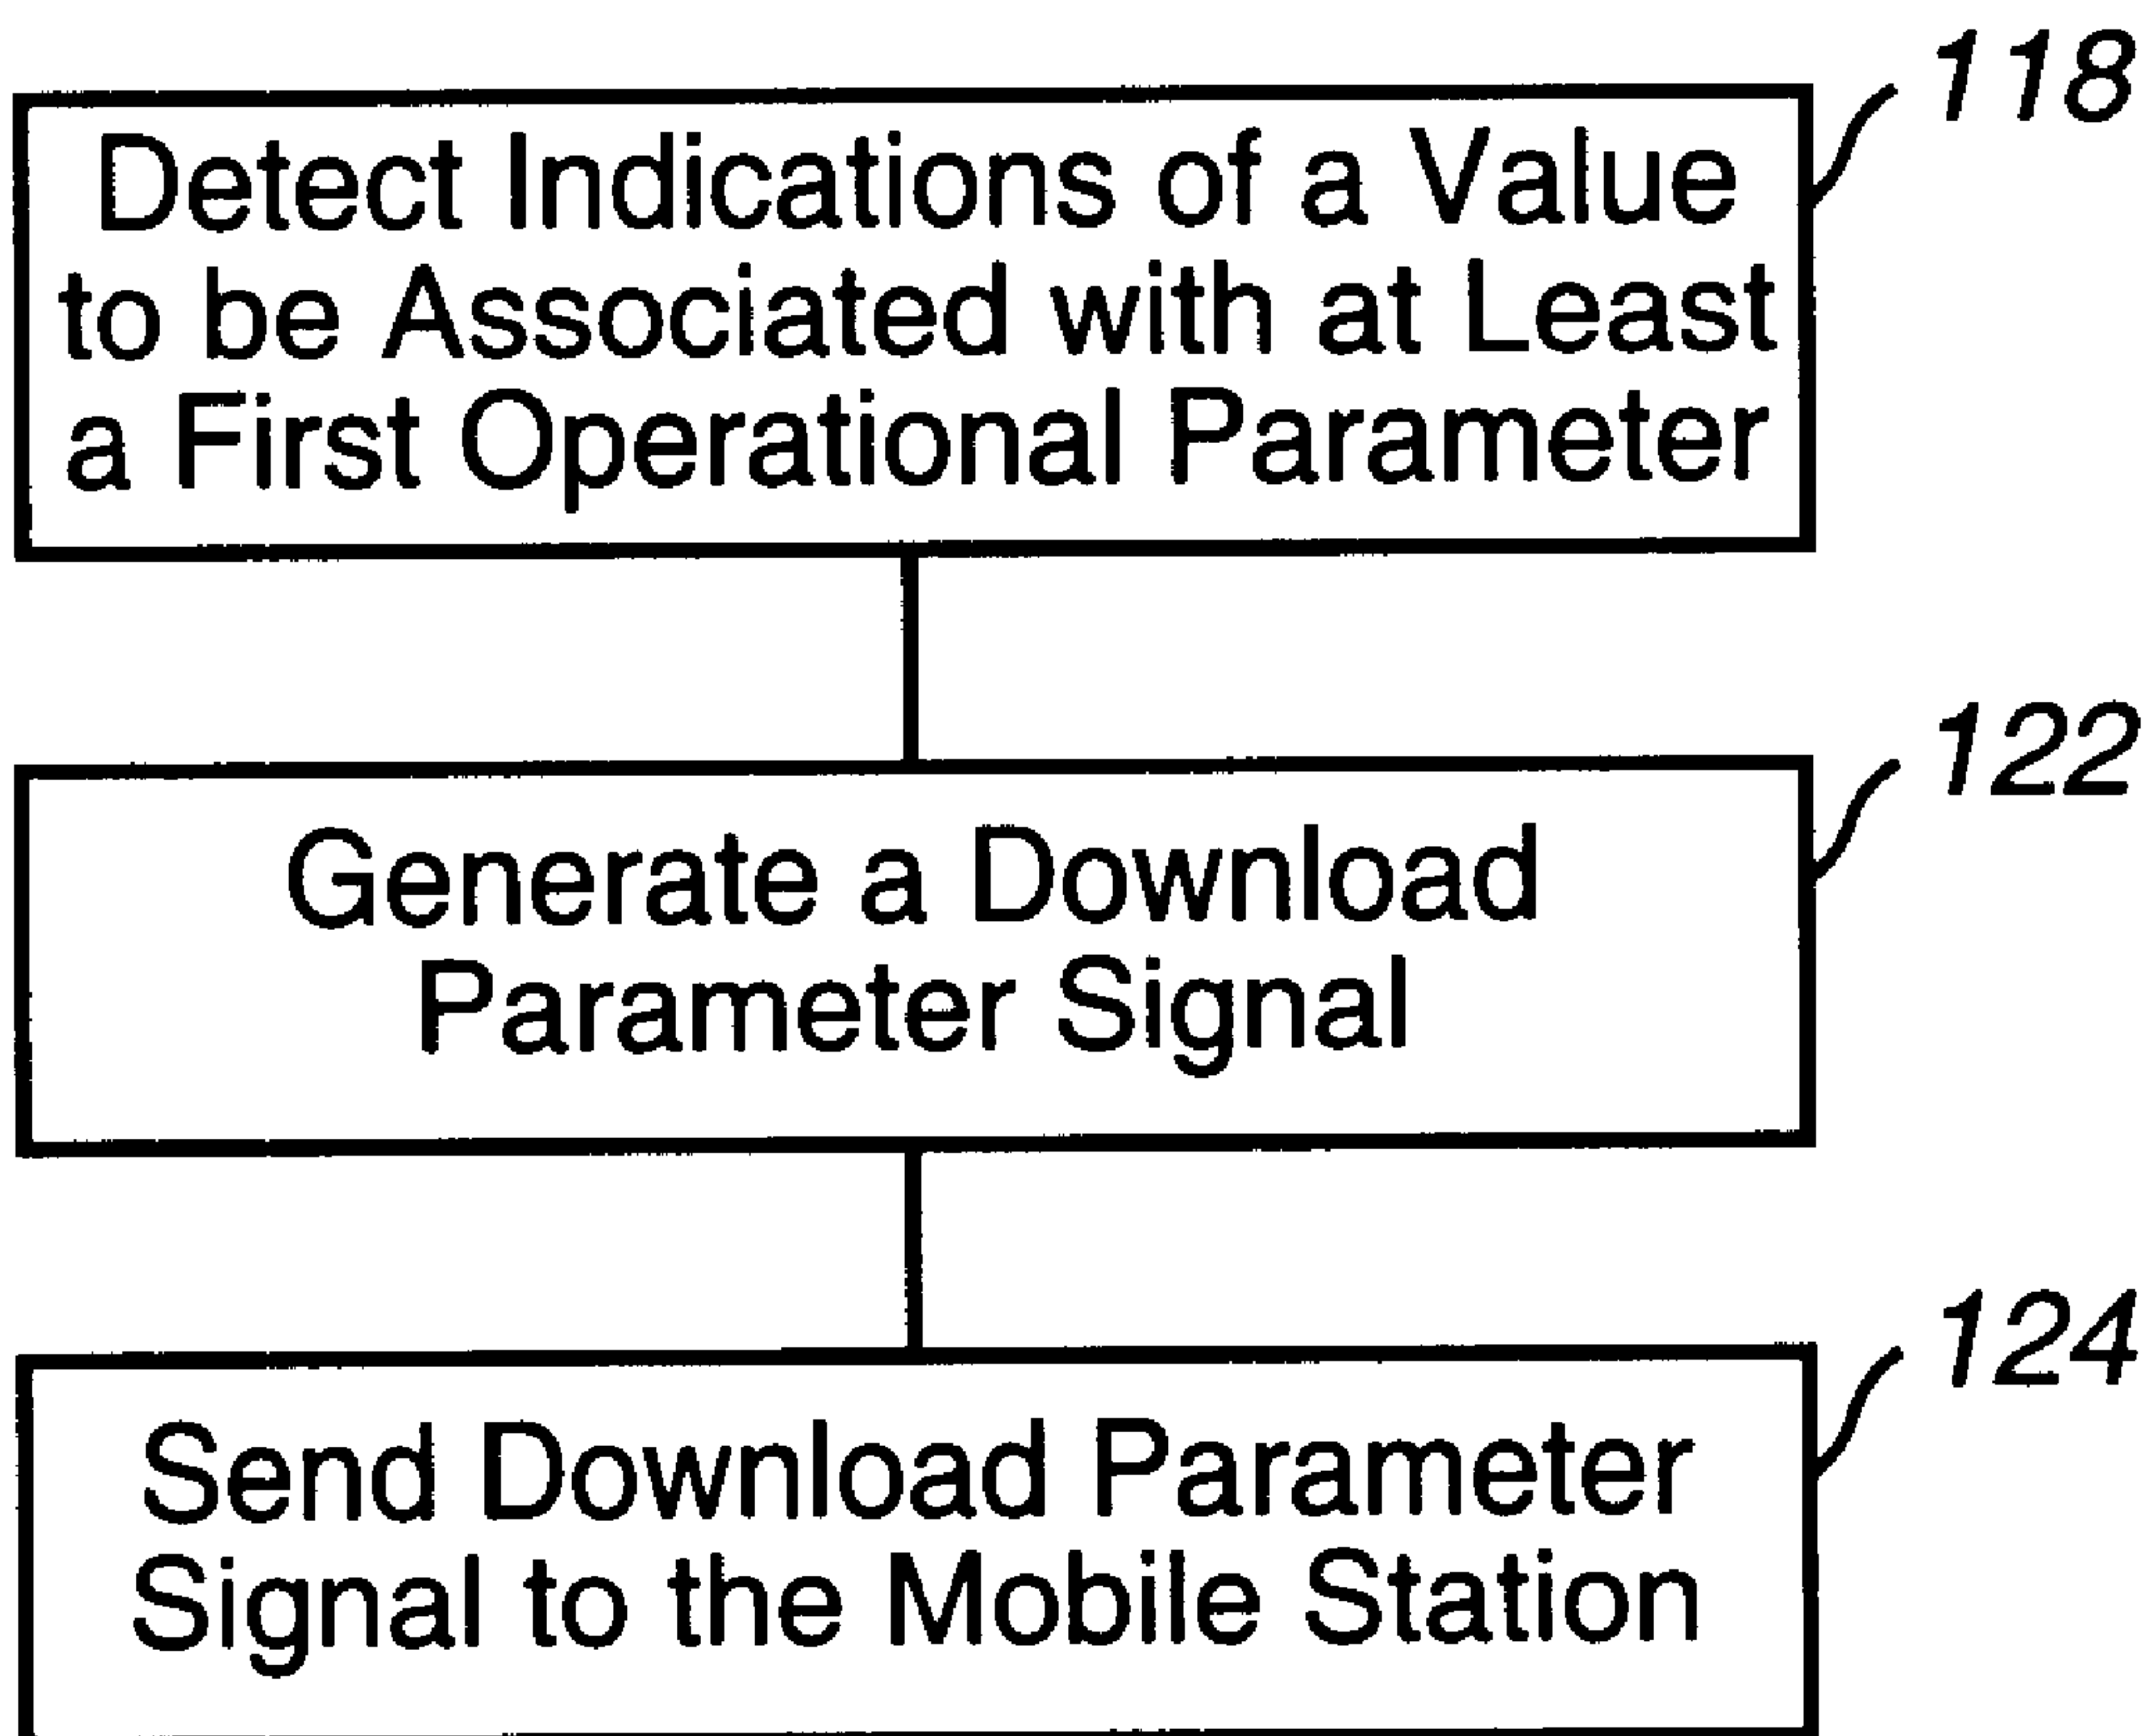 118
Detect Indications of a Value
to be Associated with at Least
a First Operational Parameter
122
Generate a Download
Parameter Signal
124
Send Download Parameter
Signal to the Mobile Station